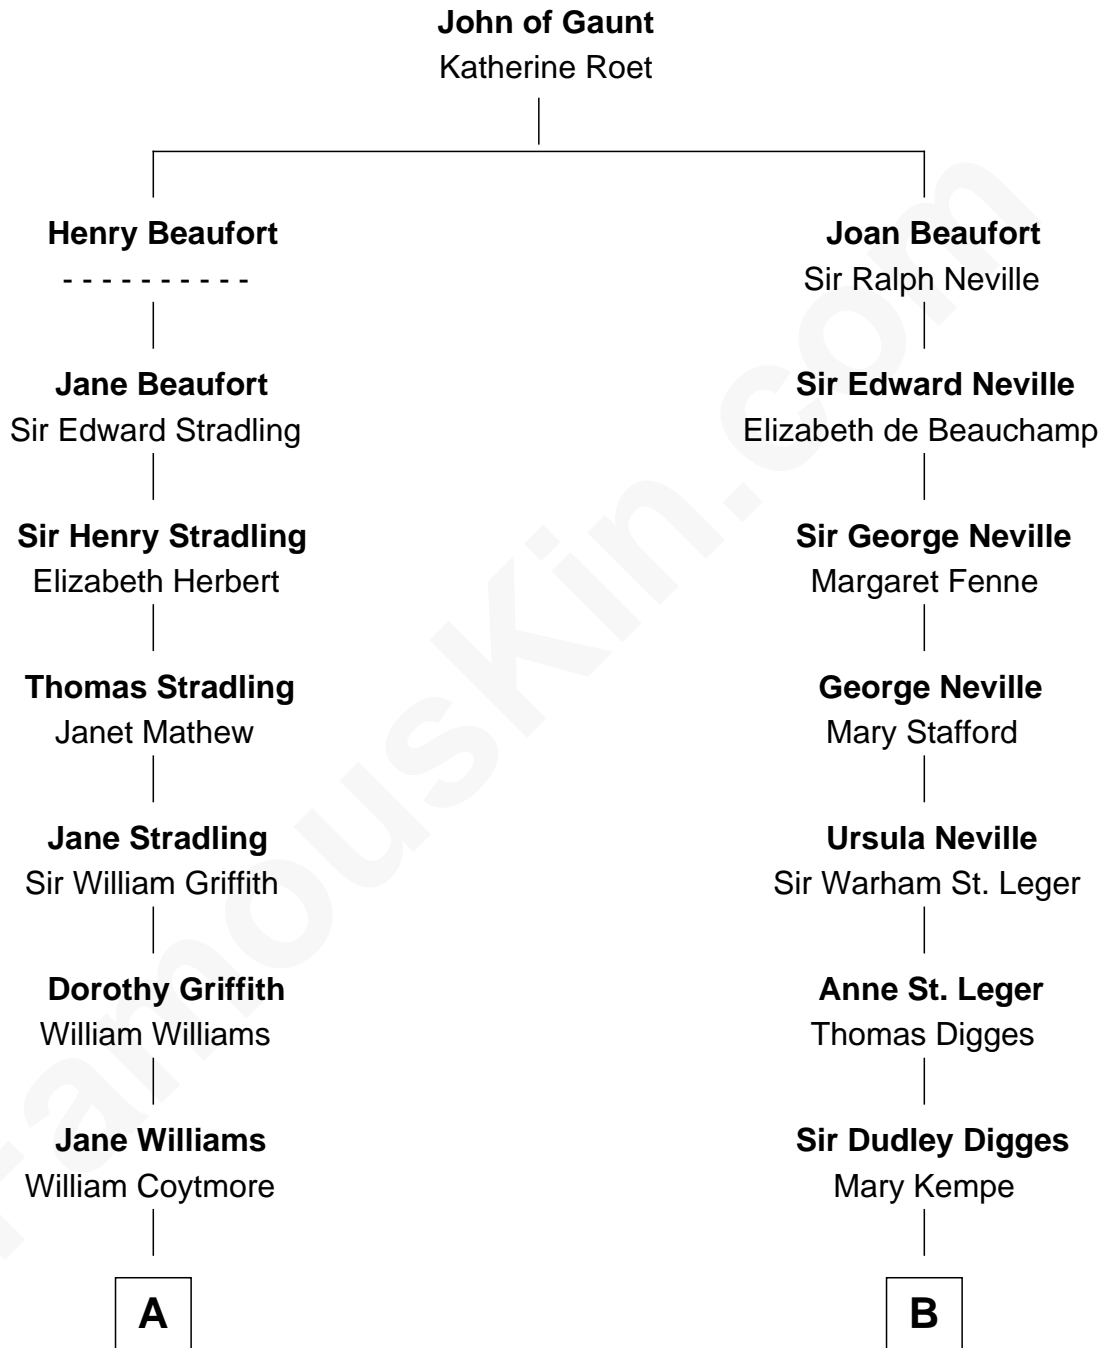 John of Gaunt
Katherine Roet
Henry Beaufort
- - - - - - - - - -
Jane Beaufort
Sir Edward Stradling
Sir Henry Stradling
Elizabeth Herbert
Thomas Stradling
Janet Mathew
Jane Stradling
Sir William Griffith
Dorothy Griffith
William Williams
Jane Williams
William Coytmore
A
Joan Beaufort
Sir Ralph Neville
Sir Edward Neville
Elizabeth de Beauchamp
Sir George Neville
Margaret Fenne
George Neville
Mary Stafford
Ursula Neville
Sir Warham St. Leger
Anne St. Leger
Thomas Digges
Sir Dudley Digges
Mary Kempe
B
FamousKin.com